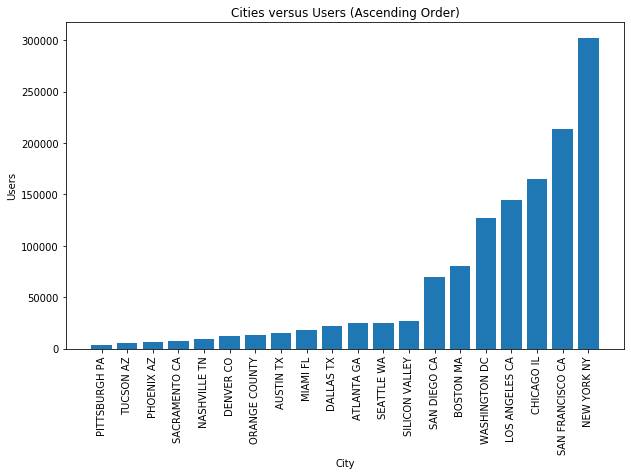 Cities versus Users (Ascending Order)
300000
250000
200000
150000
100000
50000
0
Users
PITTSBURGH PA
TUCSON AZ
PHOENIX AZ
SACRAMENTO CA
NASHVILLE TN
DENVER CO
ORANGE COUNTY
AUSTIN TX
MIAMI FL
DALLAS TX
ATLANTA GA
SEATTLE WA
SILICON VALLEY
SAN DIEGO CA
BOSTON MA
WASHINGTON DC
LOS ANGELES CA
CHICAGO IL
SAN FRANCISCO CA
NEW YORK NY
City